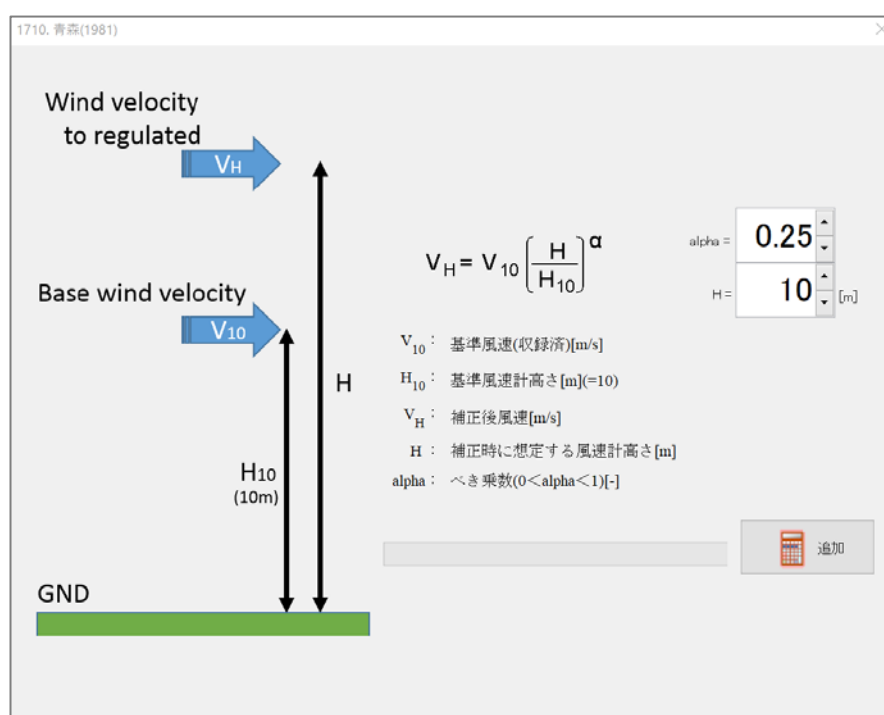 1710. 青森(1981)
Wind velocity
to regulated
VH
Base wind velocity
V10
H
H10
(10m)
GND
VH = V10 (H/H10)^α
alpha = 0.25
H = 10 [m]
V10 : 基準風速(収録済)[m/s]
H10 : 基準風速計高さ[m](=10)
VH : 補正後風速[m/s]
H : 補正時に想定する風速計高さ[m]
alpha : べき乗数(0＜alpha＜1)[-]
追加